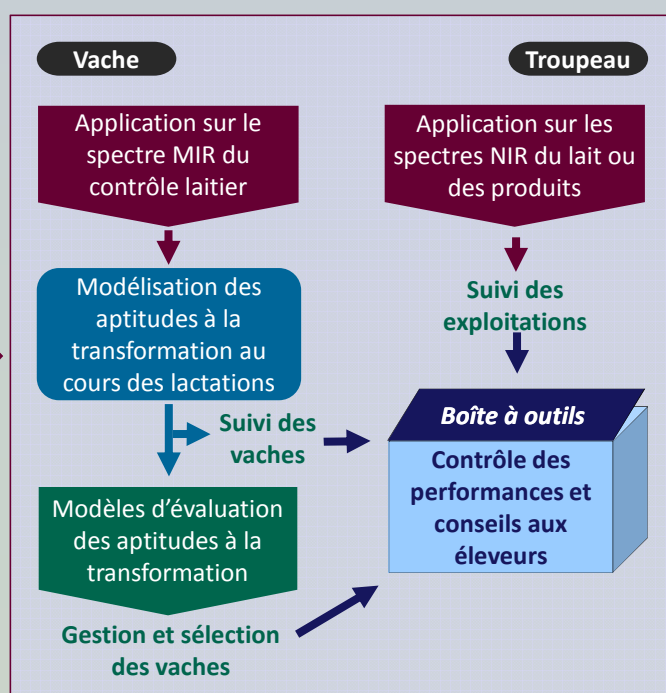 Vache
Troupeau
Application sur le
spectre MIR du
contrôle laitier
Application sur les
spectres NIR du lait ou
des produits
Modélisation des
aptitudes à la
transformation au
cours des lactations
Suivi des
exploitations
Suivi des
vaches
Boîte à outils
Contrôle des
performances et
conseils aux
éleveurs
Modèles d'évaluation
des aptitudes à la
transformation
Gestion et sélection
des vaches